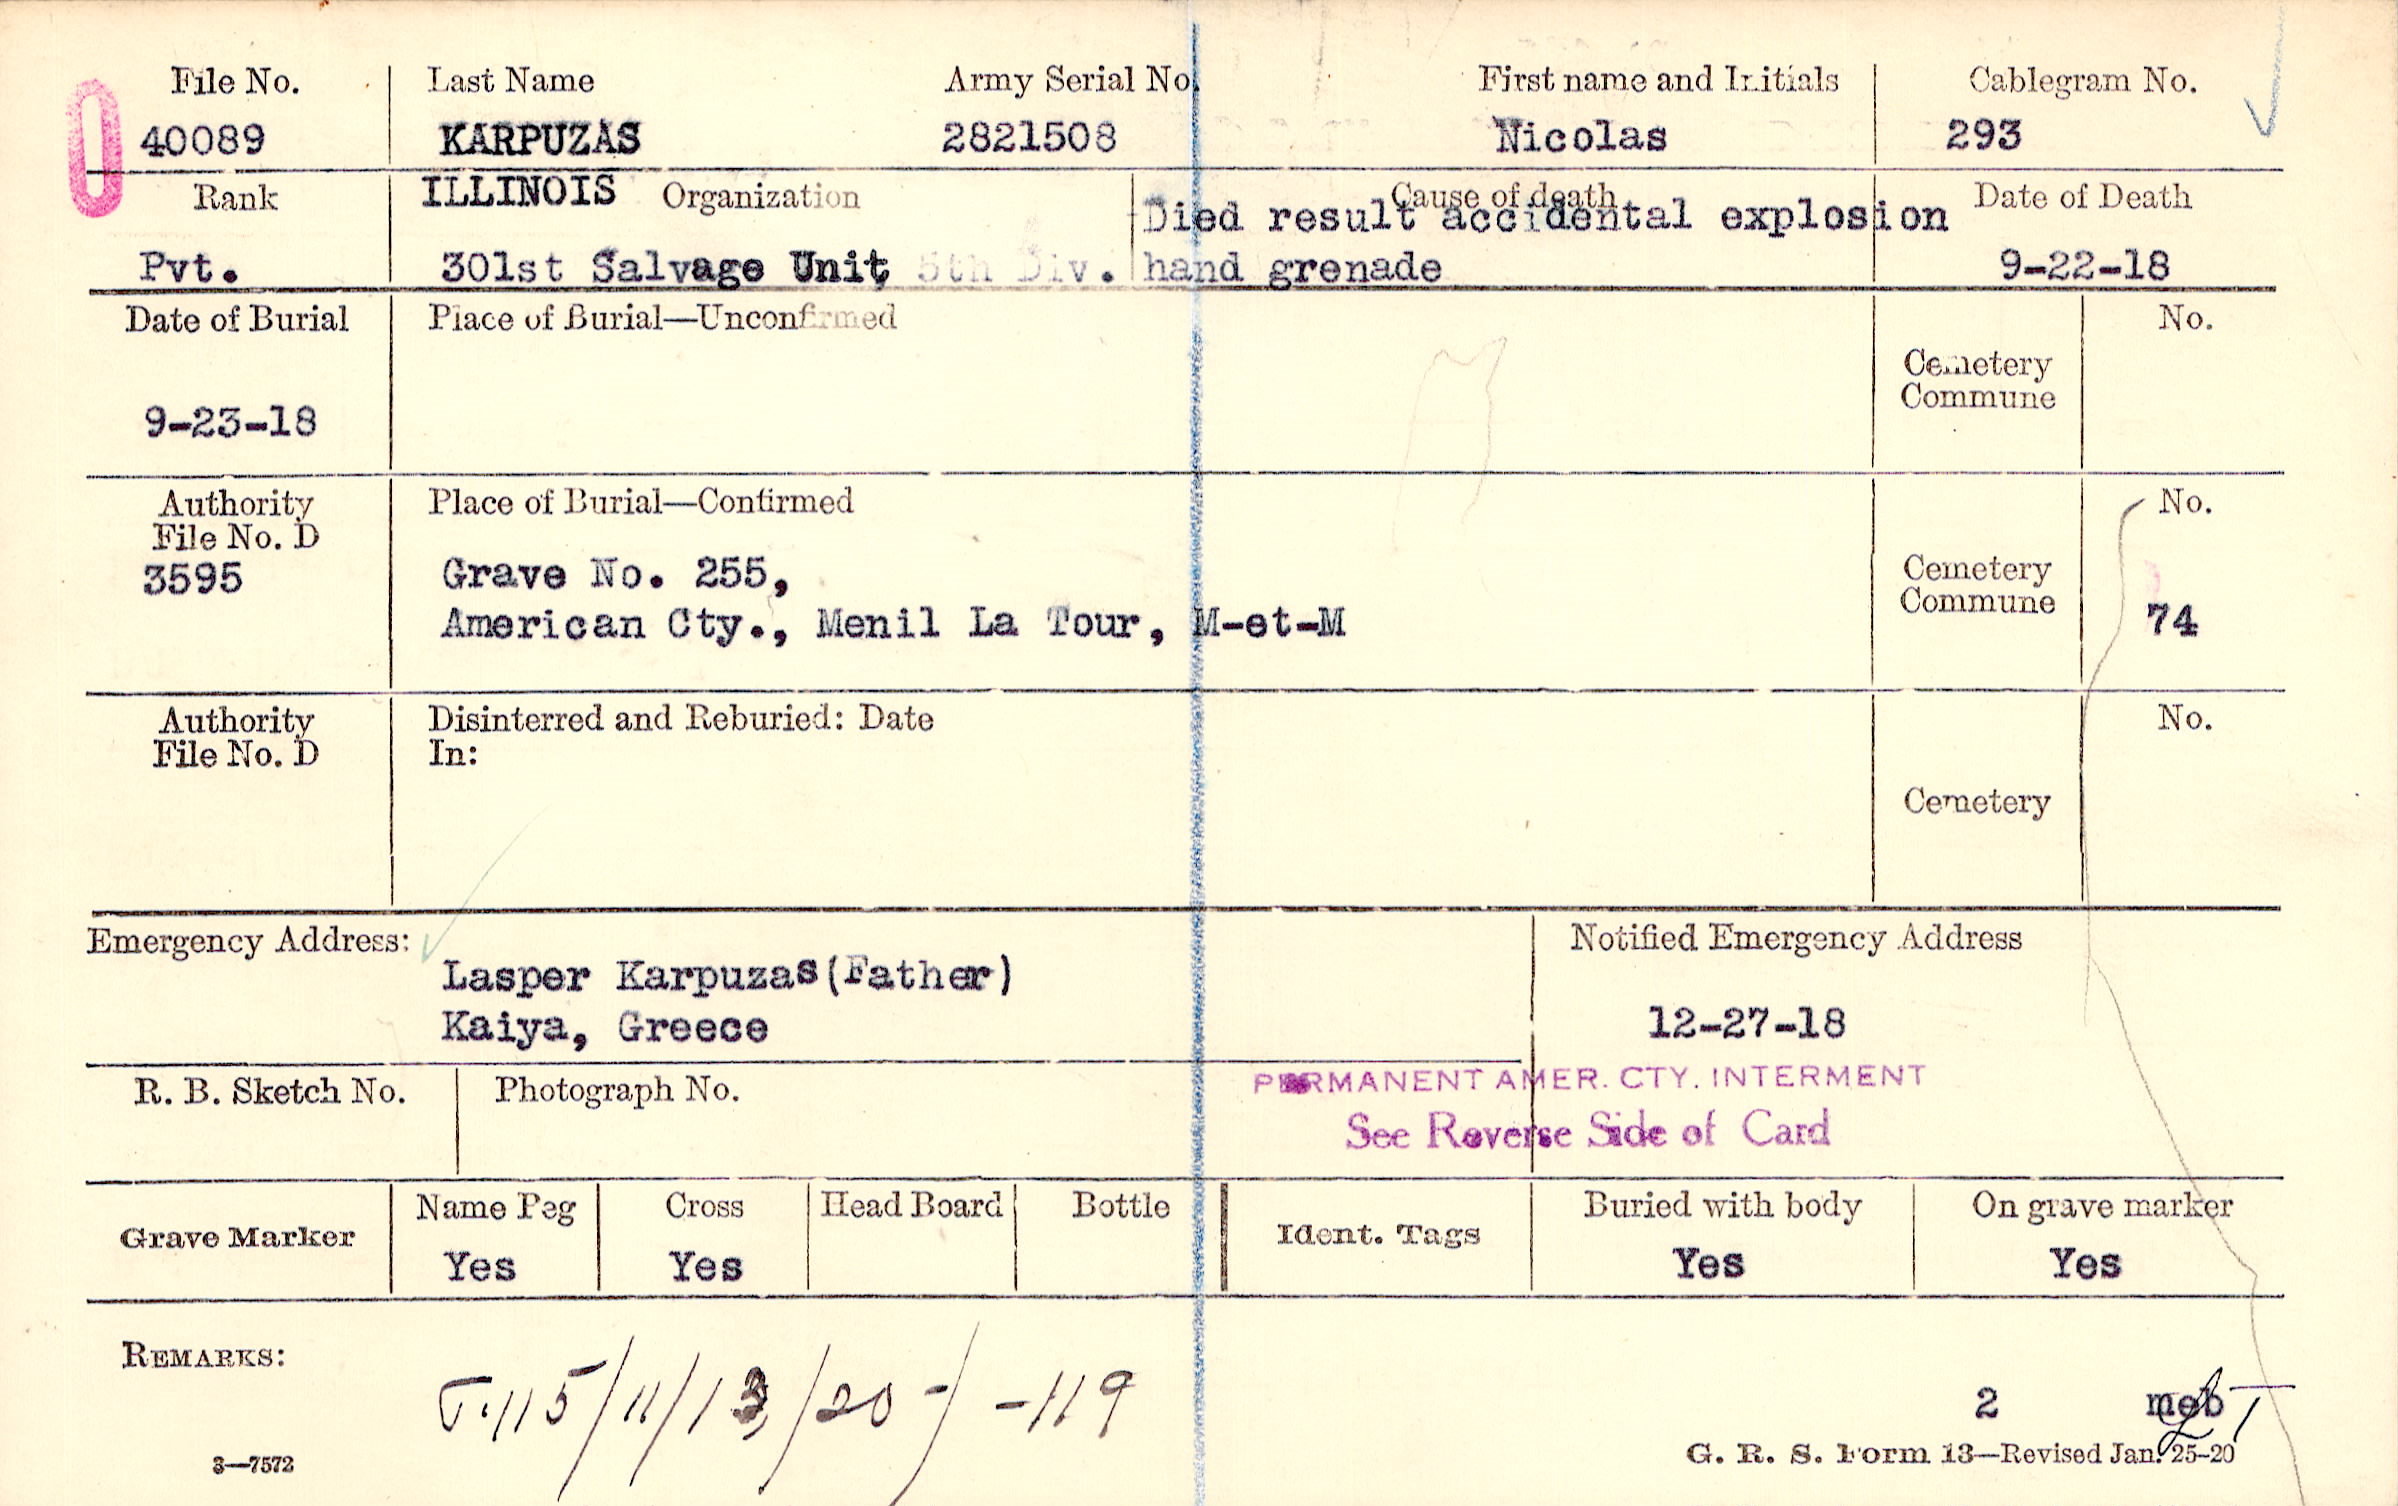 File No. Last Name Army Serial No. First name and Initials Cablegram No.
40089 KARPUZAS 2821508 Nicolas 293
Rank ILLINOIS Organization Cause of death Date of Death
Died result accidental explosion
Pvt. 301st Salvage Unit 5th Div. hand grenade 9-22-18
Date of Burial Place of Burial—Unconfirmed No.
Cemetery
Commune
9-23-18
Authority Place of Burial—Confirmed No.
File No. D
3595 Grave No. 255, Cemetery
Commune
American Cty., Menil La Tour, M-et-M 74
Authority Disinterred and Reburied: Date No.
File No. D In:
Cemetery
Emergency Address: Notified Emergency Address
Lasper Karpuzas(Father)
Kaiya, Greece 12-27-18
R. B. Sketch No. Photograph No. PERMANENT AMER. CTY. INTERMENT
See Reverse Side of Card
Grave Marker Name Peg Cross Head Board Bottle Ident. Tags Buried with body On grave marker
Yes Yes Yes Yes
REMARKS:
115/11/13/20-/-119
2 meb
3—7572 G. R. S. Form 13—Revised Jan. 25-20